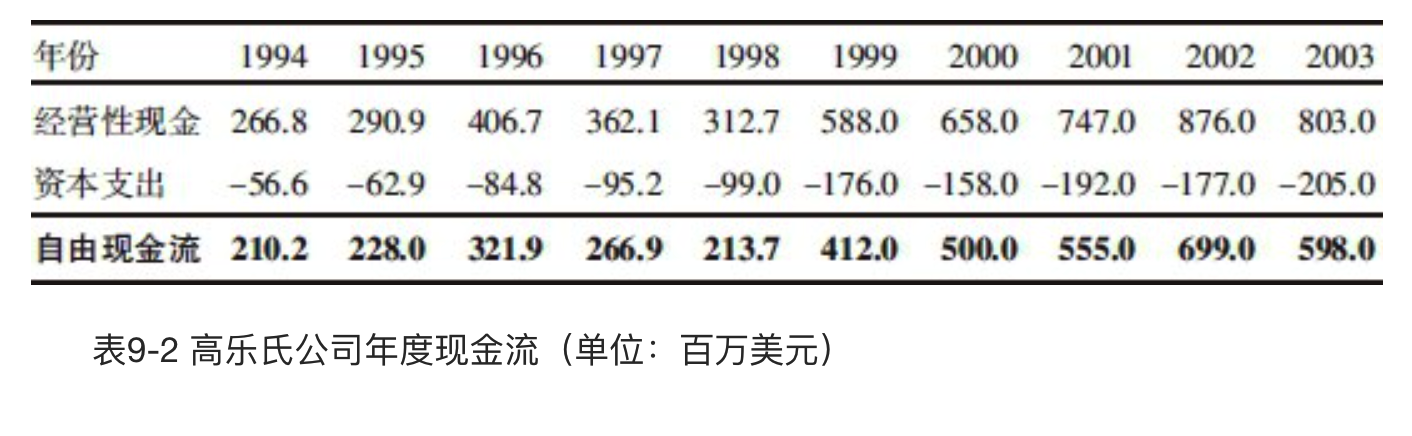 年份 1994 1995 1996 1997 1998 1999 2000 2001 2002 2003
经营性现金 266.8 290.9 406.7 362.1 312.7 588.0 658.0 747.0 876.0 803.0
资本支出 –56.6 –62.9 –84.8 –95.2 –99.0 –176.0 –158.0 –192.0 –177.0 –205.0
自由现金流 210.2 228.0 321.9 266.9 213.7 412.0 500.0 555.0 699.0 598.0
表9-2 高乐氏公司年度现金流（单位：百万美元）